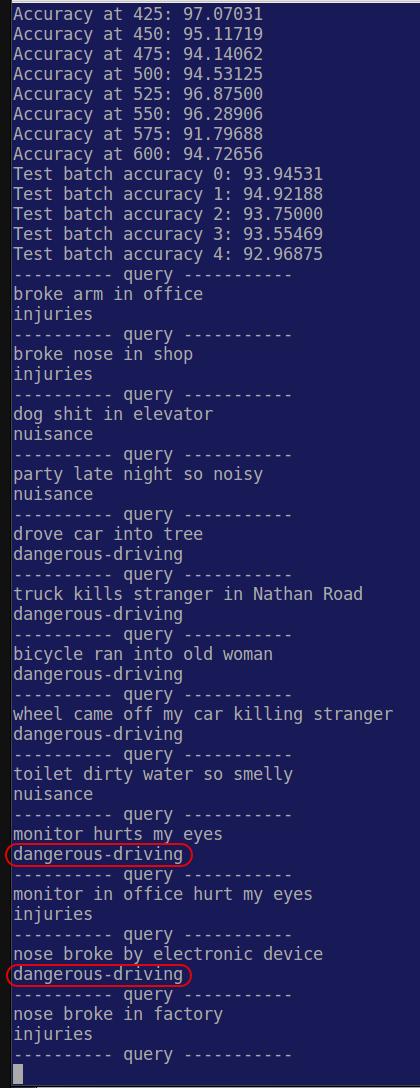 Accuracy at 425: 97.07031
Accuracy at 450: 95.11719
Accuracy at 475: 94.14062
Accuracy at 500: 94.53125
Accuracy at 525: 96.87500
Accuracy at 550: 96.28906
Accuracy at 575: 91.79688
Accuracy at 600: 94.72656
Test batch accuracy 0: 93.94531
Test batch accuracy 1: 94.92188
Test batch accuracy 2: 93.75000
Test batch accuracy 3: 93.55469
Test batch accuracy 4: 92.96875
---------- query -----------
broke arm in office
injuries
---------- query -----------
broke nose in shop
injuries
---------- query -----------
dog shit in elevator
nuisance
---------- query -----------
party late night so noisy
nuisance
---------- query -----------
drove car into tree
dangerous-driving
---------- query -----------
truck kills stranger in Nathan Road
dangerous-driving
---------- query -----------
bicycle ran into old woman
dangerous-driving
---------- query -----------
wheel came off my car killing stranger
dangerous-driving
---------- query -----------
toilet dirty water so smelly
nuisance
---------- query -----------
monitor hurts my eyes
dangerous-driving
---------- query -----------
monitor in office hurt my eyes
injuries
---------- query -----------
nose broke by electronic device
dangerous-driving
---------- query -----------
nose broke in factory
injuries
---------- query -----------